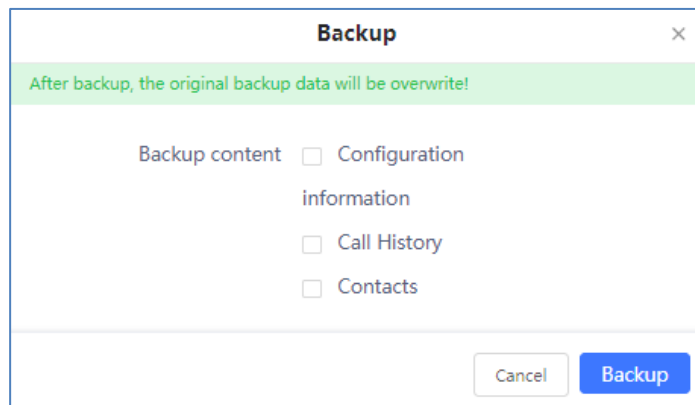 Backup
After backup, the original backup data will be overwrite!
Backup content Configuration
information
Call History
Contacts
Cancel Backup